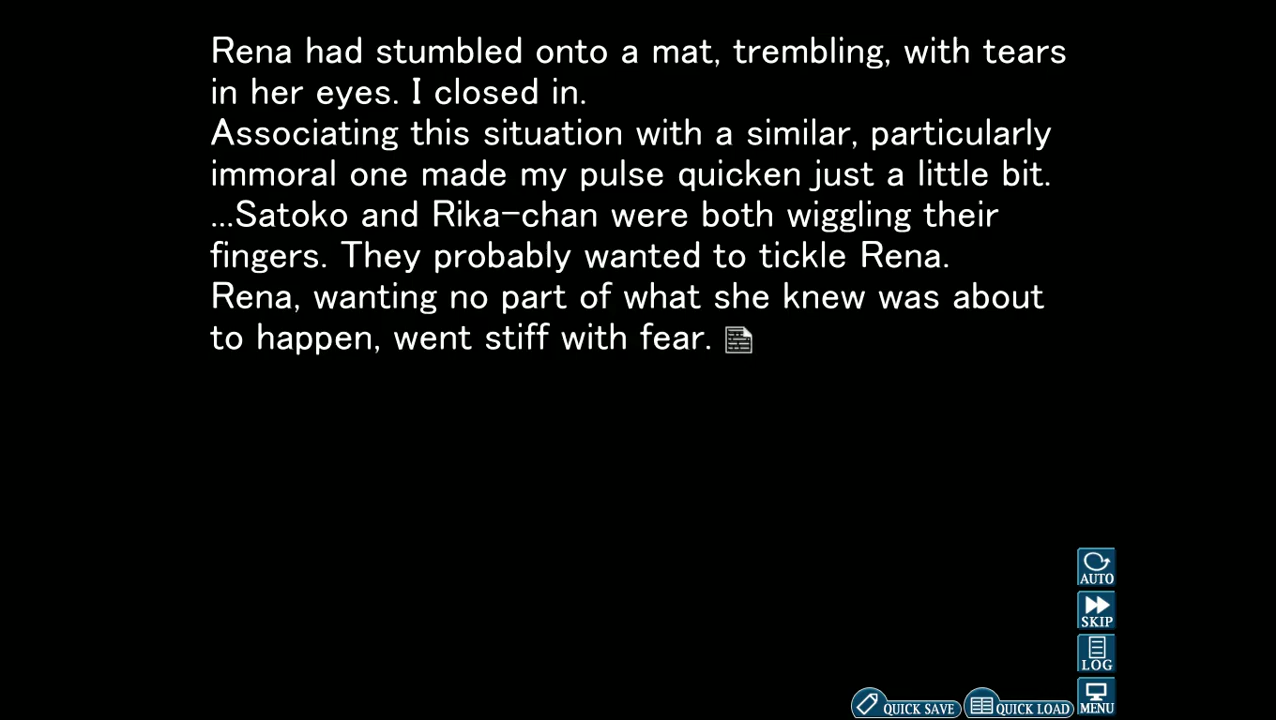 Rena had stumbled onto a mat, trembling, with tears
in her eyes. I closed in.
Associating this situation with a similar, particularly
immoral one made my pulse quicken just a little bit.
...Satoko and Rika-chan were both wiggling their
fingers. They probably wanted to tickle Rena.
Rena, wanting no part of what she knew was about
to happen, went stiff with fear.
AUTO
SKIP
LOG
MENU
QUICK SAVE
QUICK LOAD